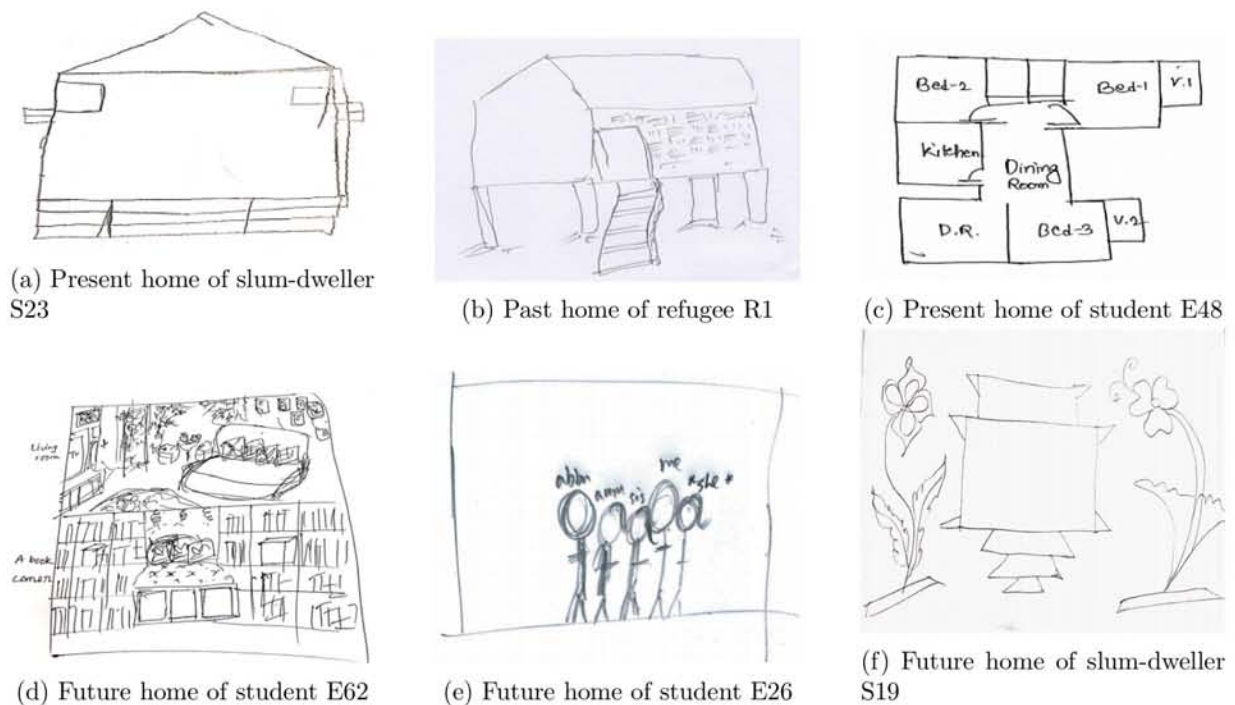 Bed-2
Bed-1
V.1
Kitchen
Dining
Room
D.R.
Bed-3
V.2
(a) Present home of slum-dweller
S23
(b) Past home of refugee R1
(c) Present home of student E48
Living
room
A book
corner
abbu
ammu
sis
me
*she*
(d) Future home of student E62
(e) Future home of student E26
(f) Future home of slum-dweller
S19